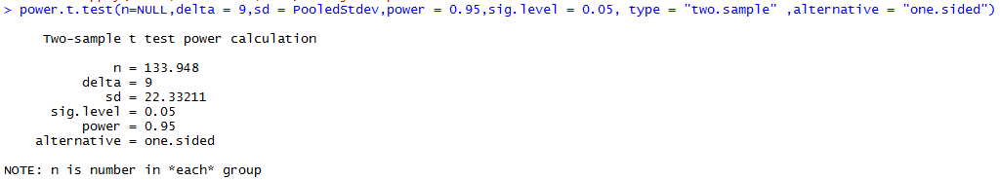 > power.t.test(n=NULL,delta = 9,sd = PooledStdev,power = 0.95,sig.level = 0.05, type = "two.sample" ,alternative = "one.sided")
Two-sample t test power calculation
n = 133.948
delta = 9
sd = 22.33211
sig.level = 0.05
power = 0.95
alternative = one.sided
NOTE: n is number in *each* group